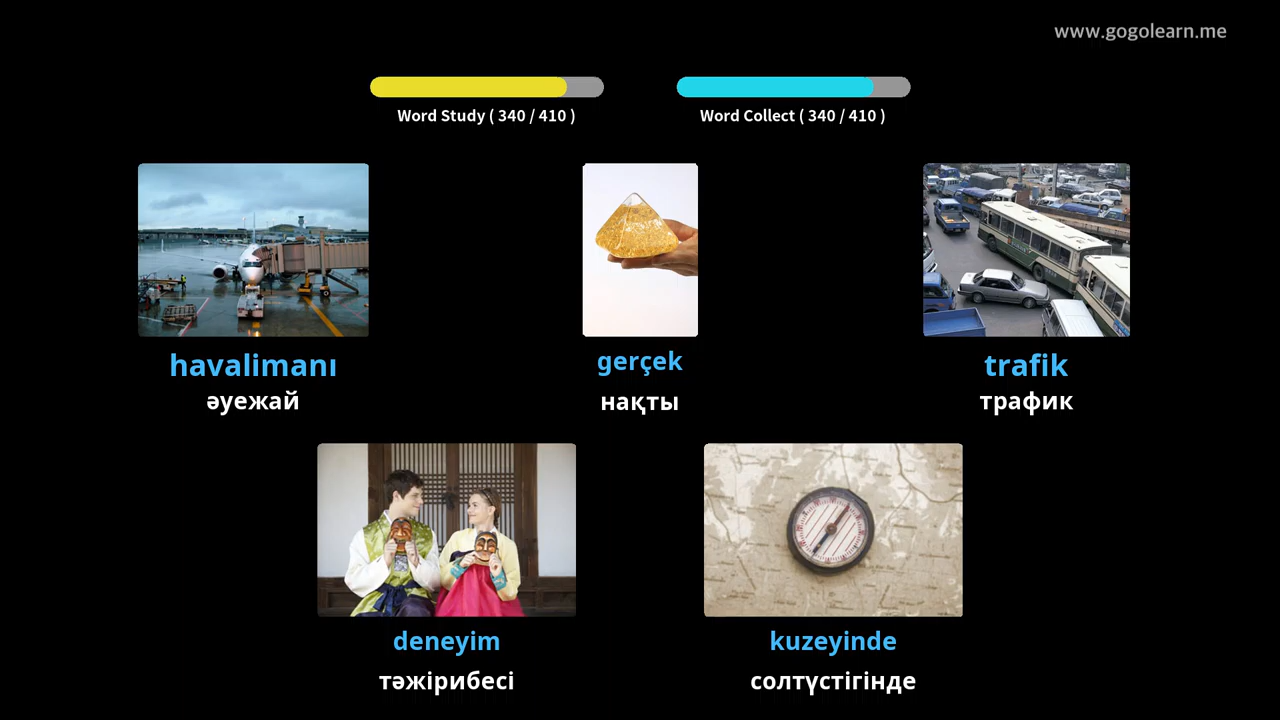 www.gogolearn.me
Word Study ( 340 / 410 )
Word Collect ( 340 / 410 )
havalimanı
әуежай
gerçek
нақты
trafik
трафик
deneyim
тәжірибесі
kuzeyinde
солтүстігінде